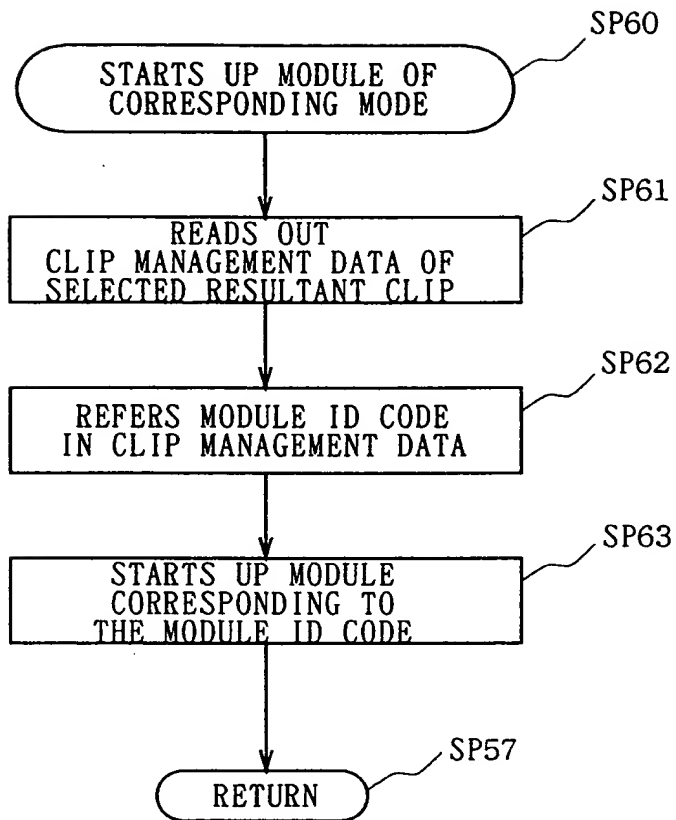 SP60
STARTS UP MODULE OF
CORRESPONDING MODE
SP61
READS OUT
CLIP MANAGEMENT DATA OF
SELECTED RESULTANT CLIP
SP62
REFERS MODULE ID CODE
IN CLIP MANAGEMENT DATA
SP63
STARTS UP MODULE
CORRESPONDING TO
THE MODULE ID CODE
SP57
RETURN